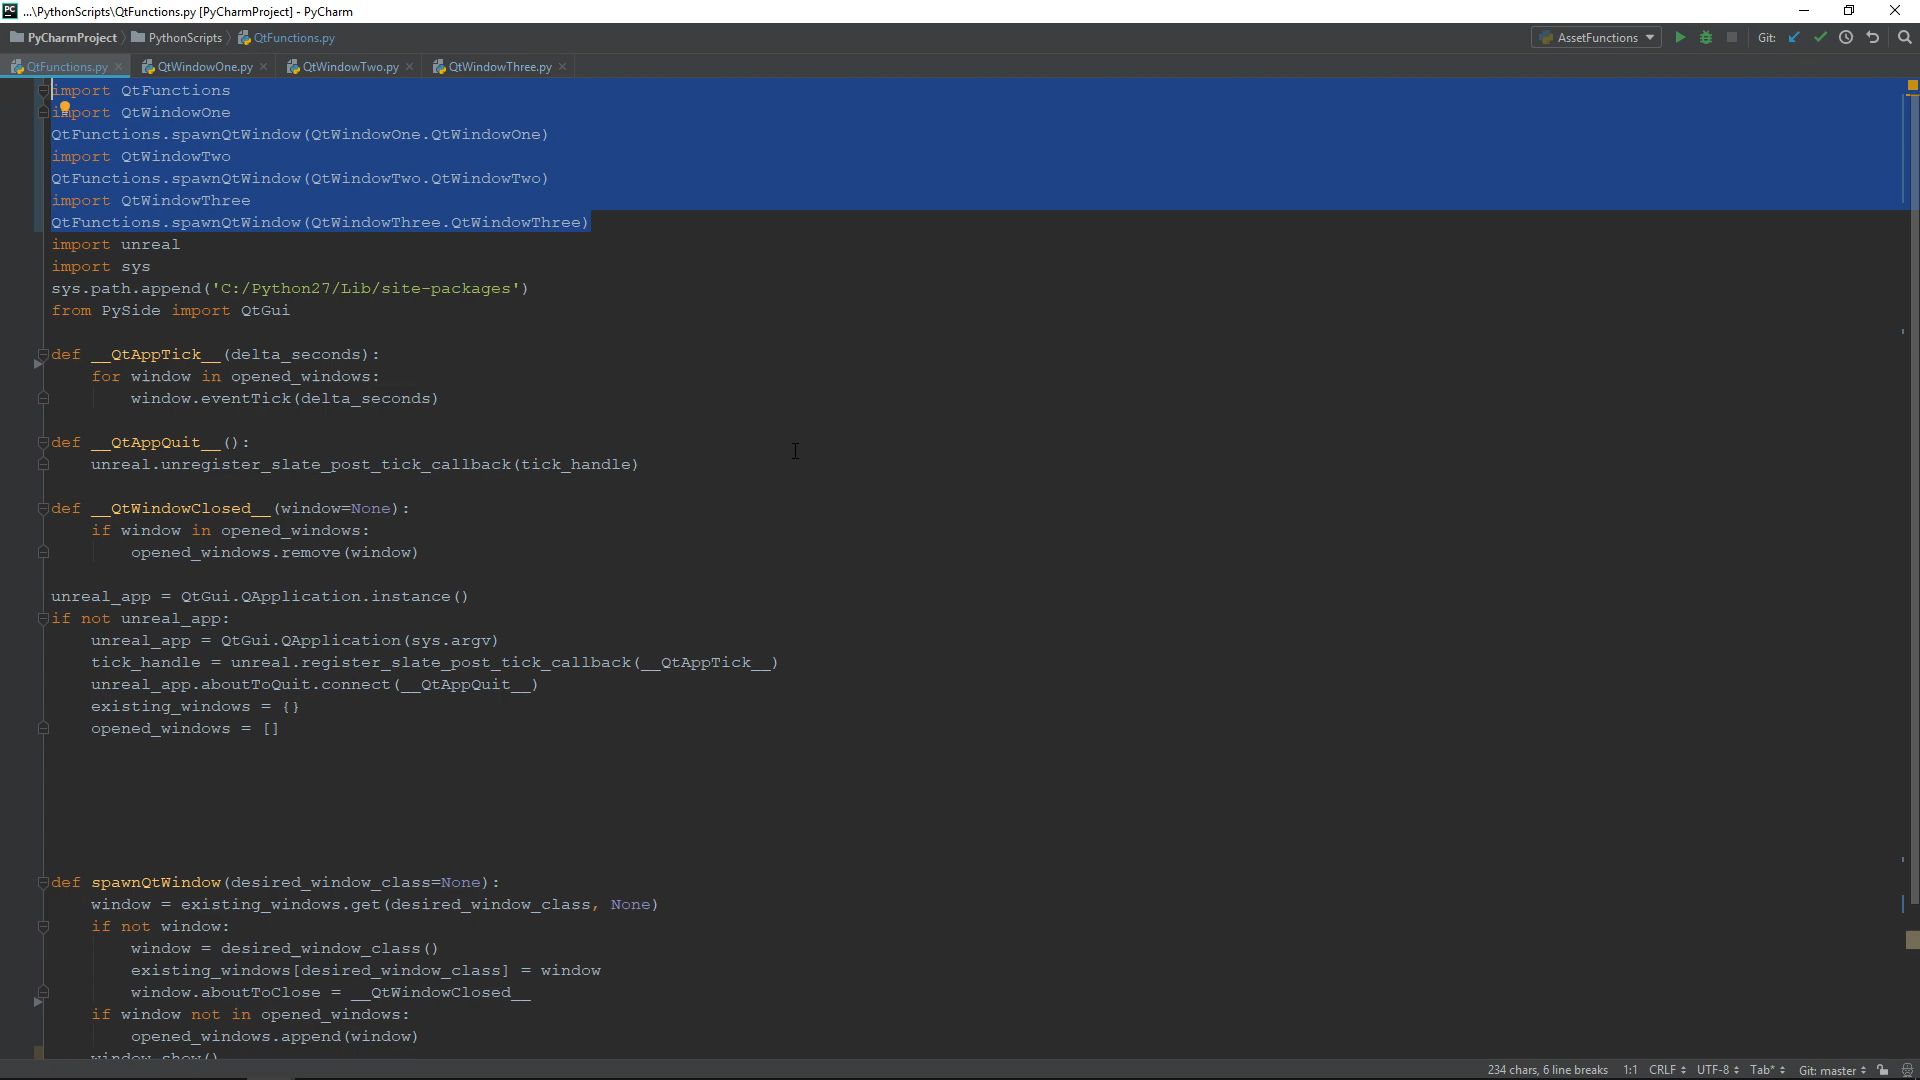 ...\PythonScripts\QtFunctions.py [PyCharmProject] - PyCharm
PyCharmProject PythonScripts QtFunctions.py AssetFunctions Git:
QtFunctions.py QtWindowOne.py QtWindowTwo.py QtWindowThree.py
import QtFunctions
import QtWindowOne
QtFunctions.spawnQtWindow(QtWindowOne.QtWindowOne)
import QtWindowTwo
QtFunctions.spawnQtWindow(QtWindowTwo.QtWindowTwo)
import QtWindowThree
QtFunctions.spawnQtWindow(QtWindowThree.QtWindowThree)
import unreal
import sys
sys.path.append('C:/Python27/Lib/site-packages')
from PySide import QtGui
def __QtAppTick__(delta_seconds):
for window in opened_windows:
window.eventTick(delta_seconds)
def __QtAppQuit__():
unreal.unregister_slate_post_tick_callback(tick_handle)
def __QtWindowClosed__(window=None):
if window in opened_windows:
opened_windows.remove(window)
unreal_app = QtGui.QApplication.instance()
if not unreal_app:
unreal_app = QtGui.QApplication(sys.argv)
tick_handle = unreal.register_slate_post_tick_callback(__QtAppTick__)
unreal_app.aboutToQuit.connect(__QtAppQuit__)
existing_windows = {}
opened_windows = []
def spawnQtWindow(desired_window_class=None):
window = existing_windows.get(desired_window_class, None)
if not window:
window = desired_window_class()
existing_windows[desired_window_class] = window
window.aboutToClose = __QtWindowClosed__
if window not in opened_windows:
opened_windows.append(window)
window.show()
234 chars, 6 line breaks 1:1 CRLF UTF-8 Tab* Git: master